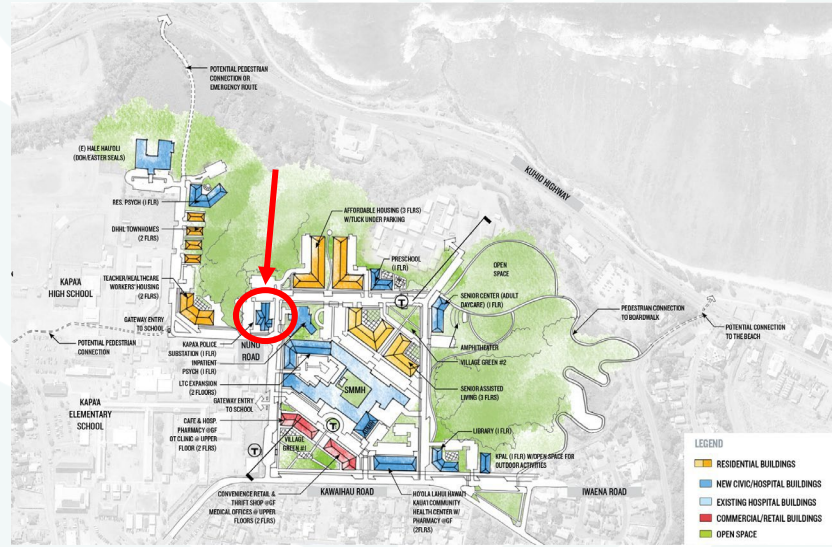 POTENTIAL PEDESTRIAN
CONNECTION OR
EMERGENCY ROUTE
(E) HALE HAU'OLI
(DOH/EASTER SEALS)
RES. PSYCH (1 FLR)
DHHL TOWNHOMES
(2 FLRS)
TEACHER/HEALTHCARE
WORKERS' HOUSING
(2 FLRS)
KAPA'A
HIGH SCHOOL
GATEWAY ENTRY
TO SCHOOL
POTENTIAL PEDESTRIAN
CONNECTION
KAPAA POLICE
SUBSTATION (1 FLR)
NUNU
ROAD
INPATIENT
PSYCH (1 FLR)
LTC EXPANSION
(2 FLOORS)
GATEWAY ENTRY
TO SCHOOL
KAPA'A
ELEMENTARY
SCHOOL
CAFE & HOSP.
PHARMACY @GF
OT CLINIC @ UPPER
FLOOR (2 FLRS)
T
VILLAGE
GREEN #1
T
CONVENIENCE RETAIL &
THRIFT SHOP @GF
MEDICAL OFFICES @ UPPER
FLOORS (2 FLRS)
KAWAIHAU ROAD
SMMH
AFFORDABLE HOUSING (3 FLRS)
W/TUCK UNDER PARKING
PRESCHOOL
(1 FLR)
T
KUHIO HIGHWAY
OPEN
SPACE
SENIOR CENTER (ADULT
DAYCARE) (1 FLR)
PEDESTRIAN CONNECTION
TO BOARDWALK
POTENTIAL CONNECTION
TO THE BEACH
AMPHITHEATER
VILLAGE GREEN #2
SENIOR ASSISTED
LIVING (3 FLRS)
LIBRARY (1 FLR)
KPAL (1 FLR) W/OPEN SPACE FOR
OUTDOOR ACTIVITIES
HO'OLA LAHUI HAWAI'I
KAUAI COMMUNITY
HEALTH CENTER W/
PHARMACY @GF
(2FLRS)
IWAENA ROAD
LEGEND
RESIDENTIAL BUILDINGS
NEW CIVIC/HOSPITAL BUILDINGS
EXISTING HOSPITAL BUILDINGS
COMMERCIAL/RETAIL BUILDINGS
OPEN SPACE